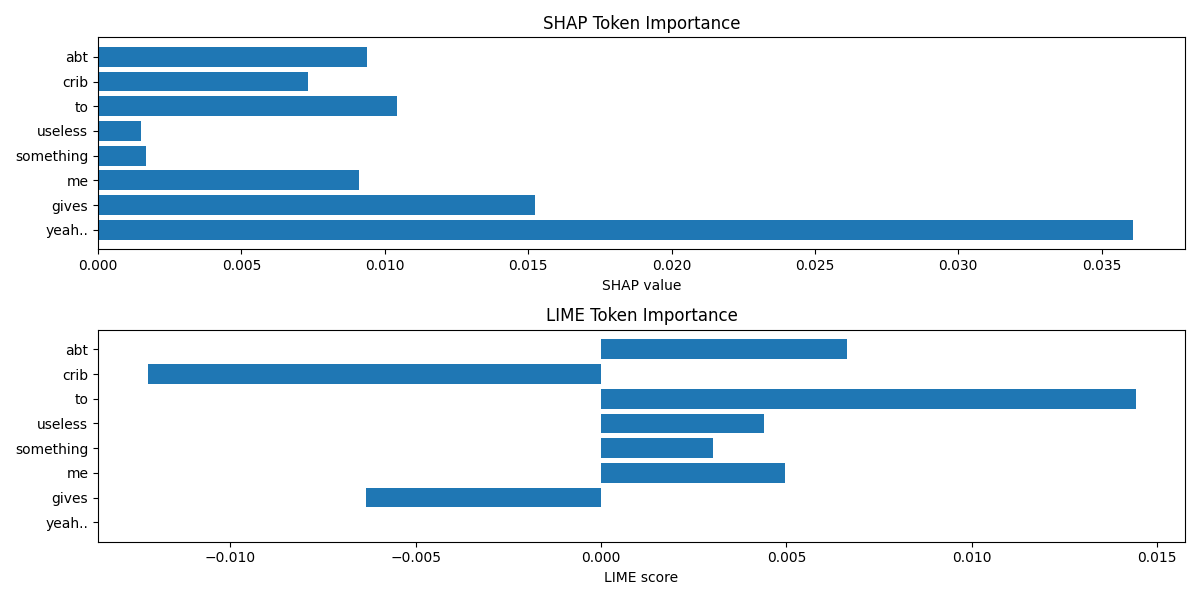 SHAP Token Importance
abt
crib
to
useless
something
me
gives
yeah..
0.000 0.005 0.010 0.015 0.020 0.025 0.030 0.035
SHAP value
LIME Token Importance
abt
crib
to
useless
something
me
gives
yeah..
−0.010 −0.005 0.000 0.005 0.010 0.015
LIME score